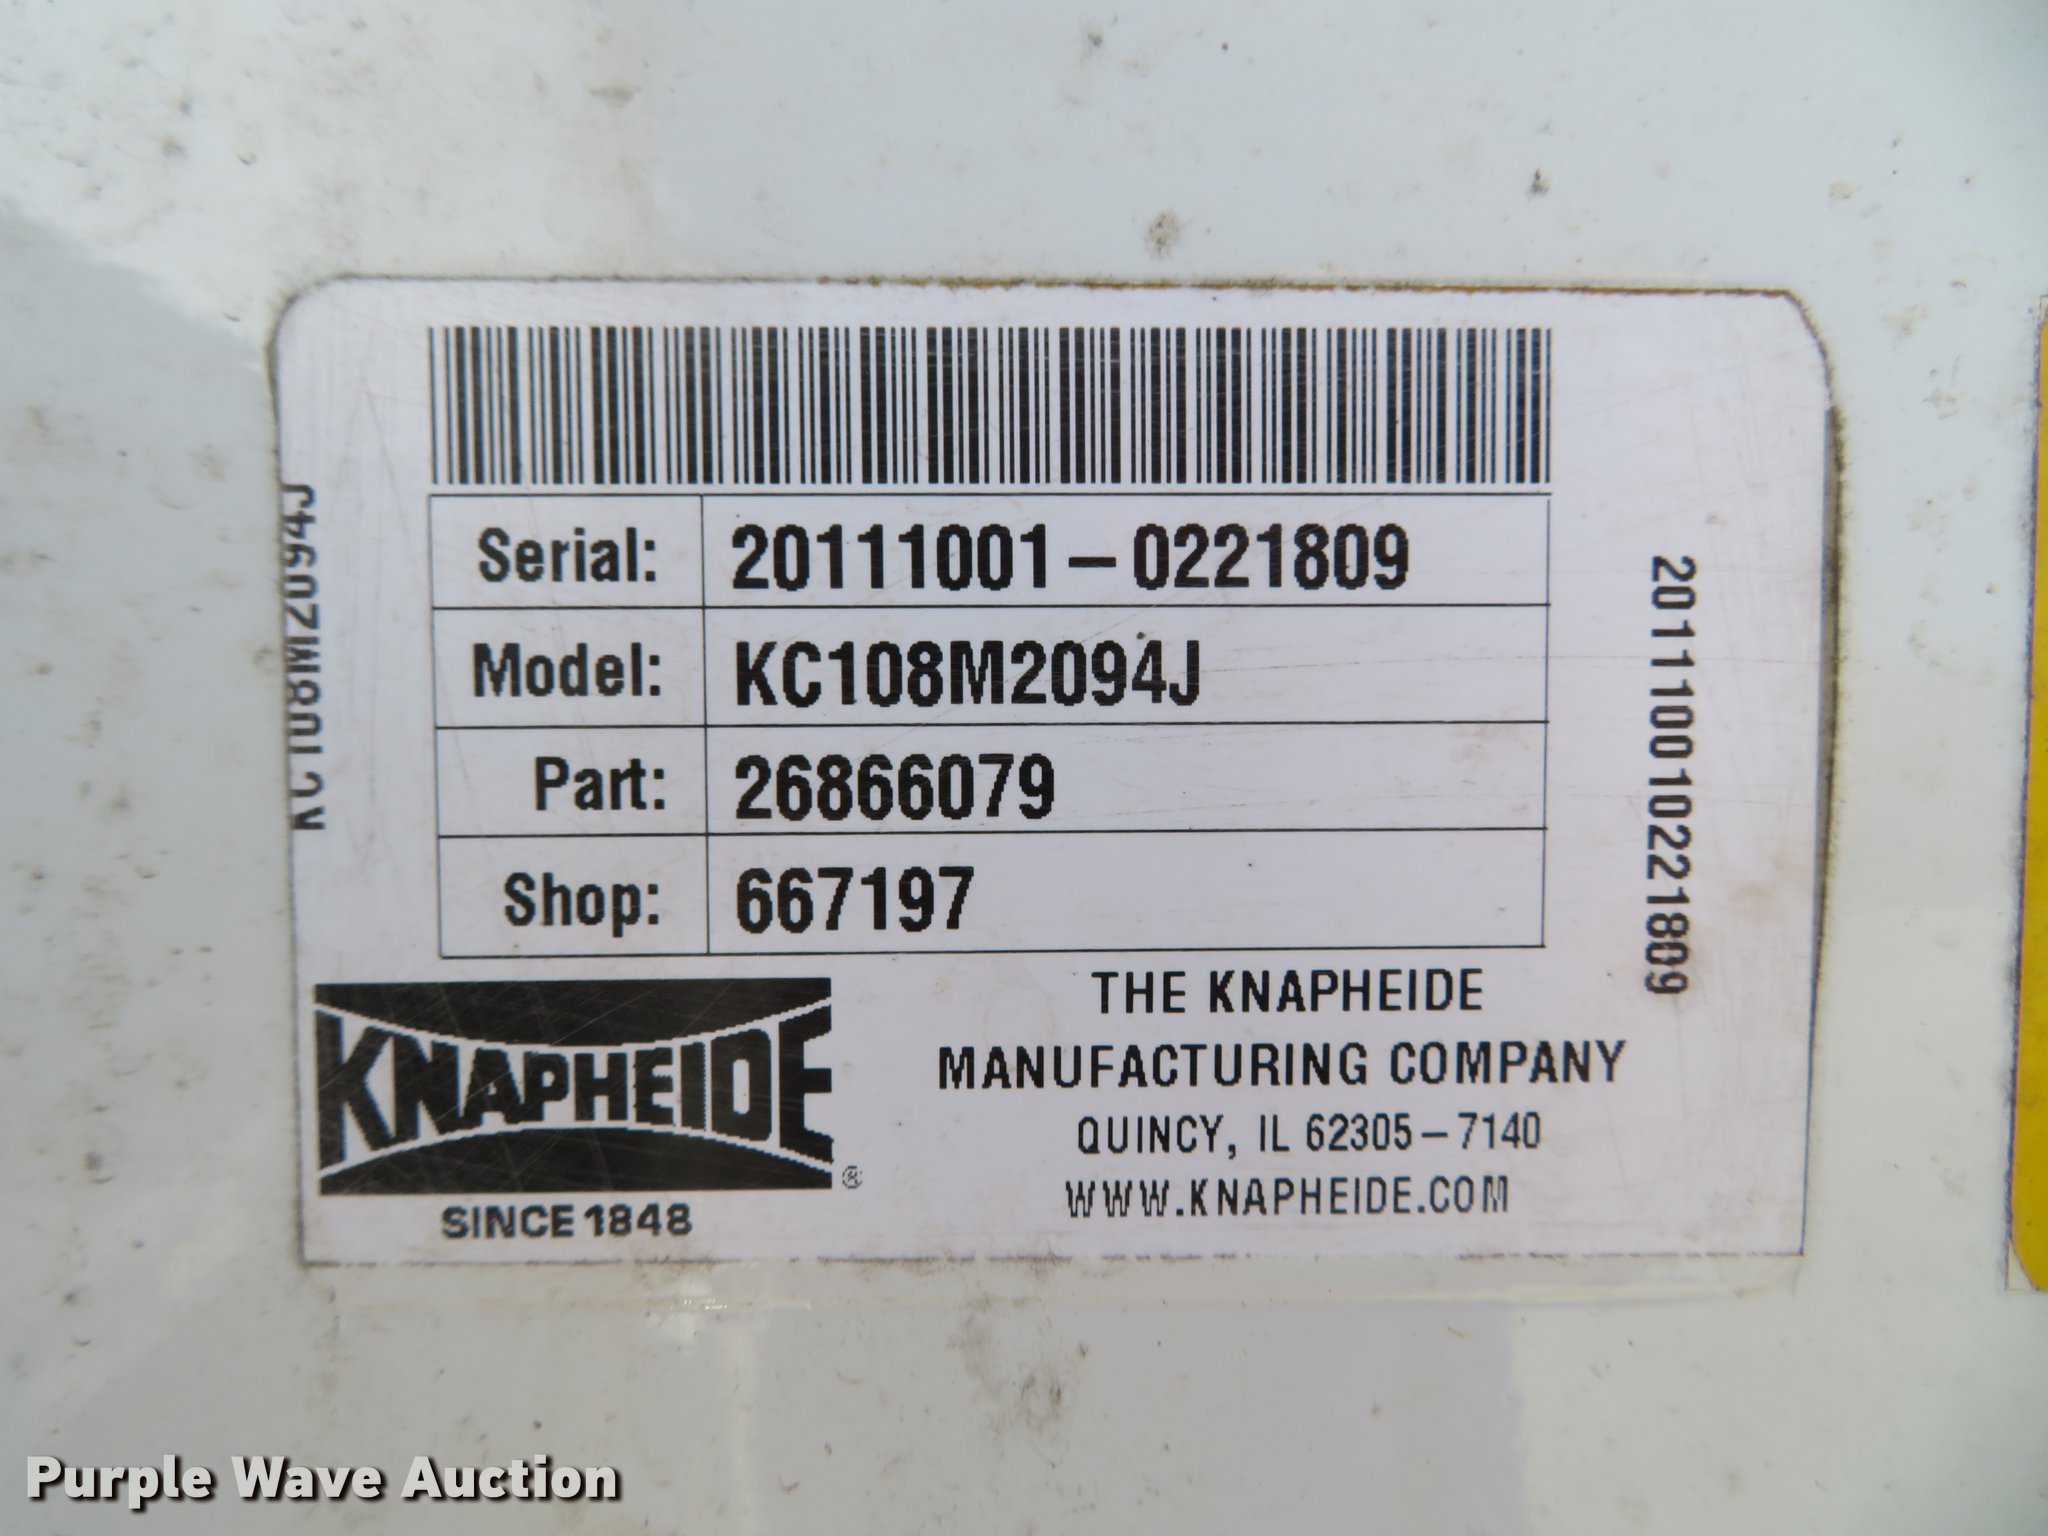 KC108M2094J
Serial: 20111001-0221809
Model: KC108M2094J
Part: 26866079
Shop: 667197
201110010221809
KNAPHEIDE®
SINCE 1848
THE KNAPHEIDE
MANUFACTURING COMPANY
QUINCY, IL 62305-7140
WWW.KNAPHEIDE.COM
Purple Wave Auction